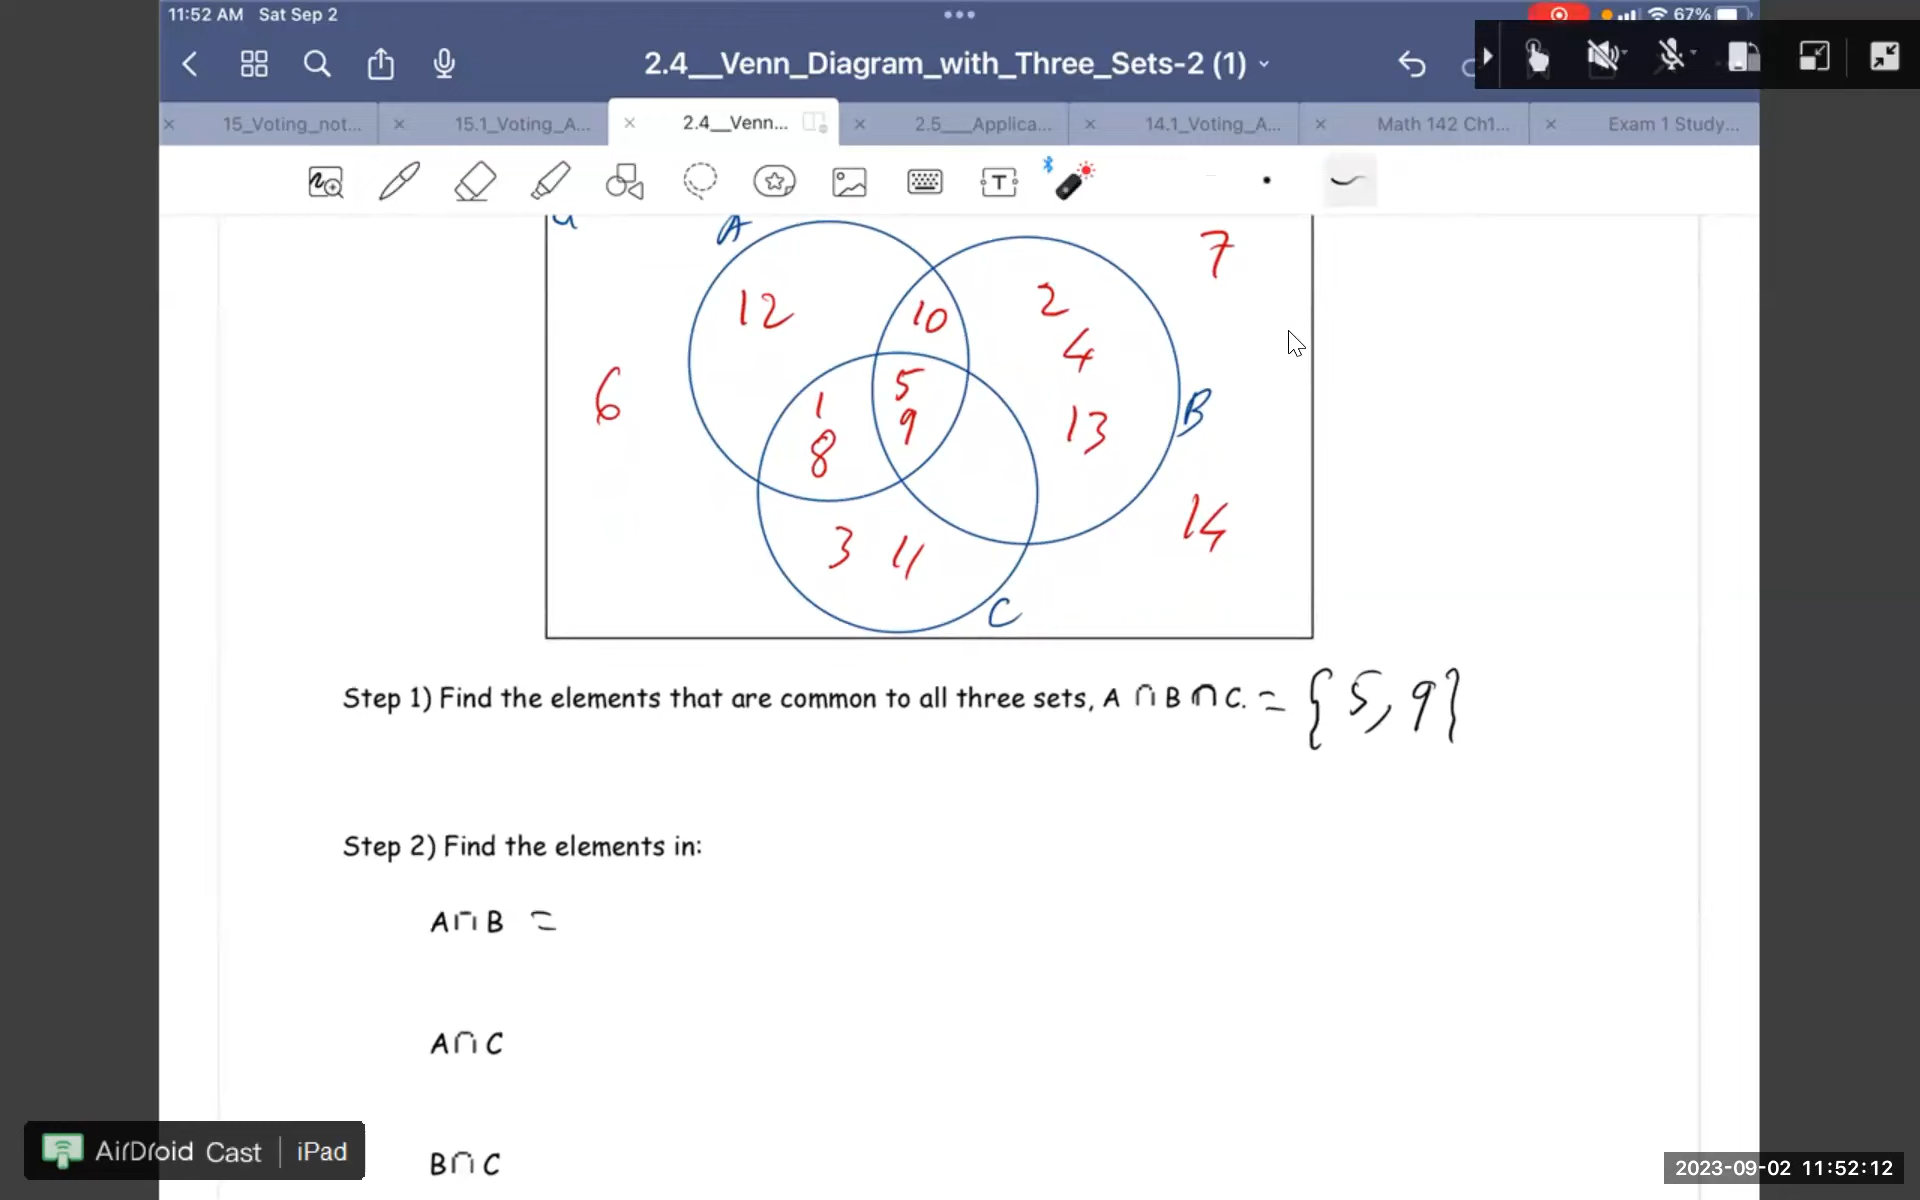 11:52 AM Sat Sep 2
67%
2.4__Venn_Diagram_with_Three_Sets-2 (1)
15_Voting_not...
15.1_Voting_A...
2.4__Venn...
2.5___Applica...
14.1_Voting_A...
Math 142 Ch1...
Exam 1 Study...
T
U
A
7
12
10
2
4
6
1
5
B
8
9
13
14
3
11
C
Step 1) Find the elements that are common to all three sets, A ∩ B ∩ C. = {5, 9}
Step 2) Find the elements in:
A∩B =
A∩C
B∩C
AirDroid Cast | iPad
2023-09-02 11:52:12